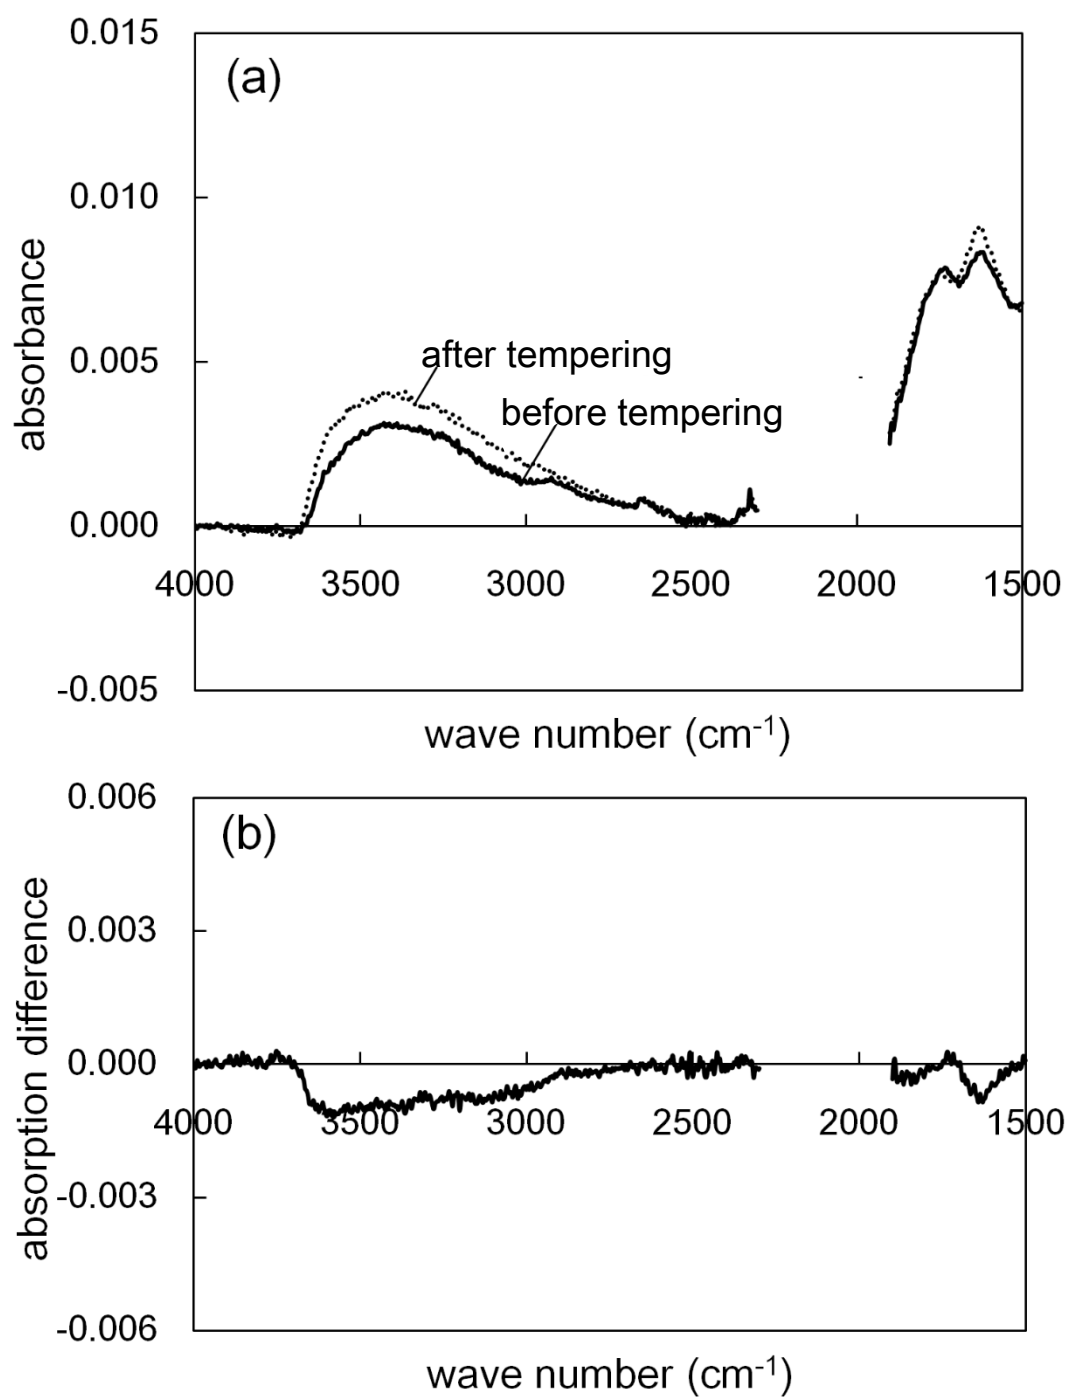 0.015
(a)
0.010
absorbance
0.005
after tempering
before tempering
0.000
4000 3500 3000 2500 2000 1500
-0.005
wave number (cm⁻¹)
0.006
(b)
0.003
absorption difference
0.000
4000 3500 3000 2500 2000 1500
-0.003
-0.006
wave number (cm⁻¹)